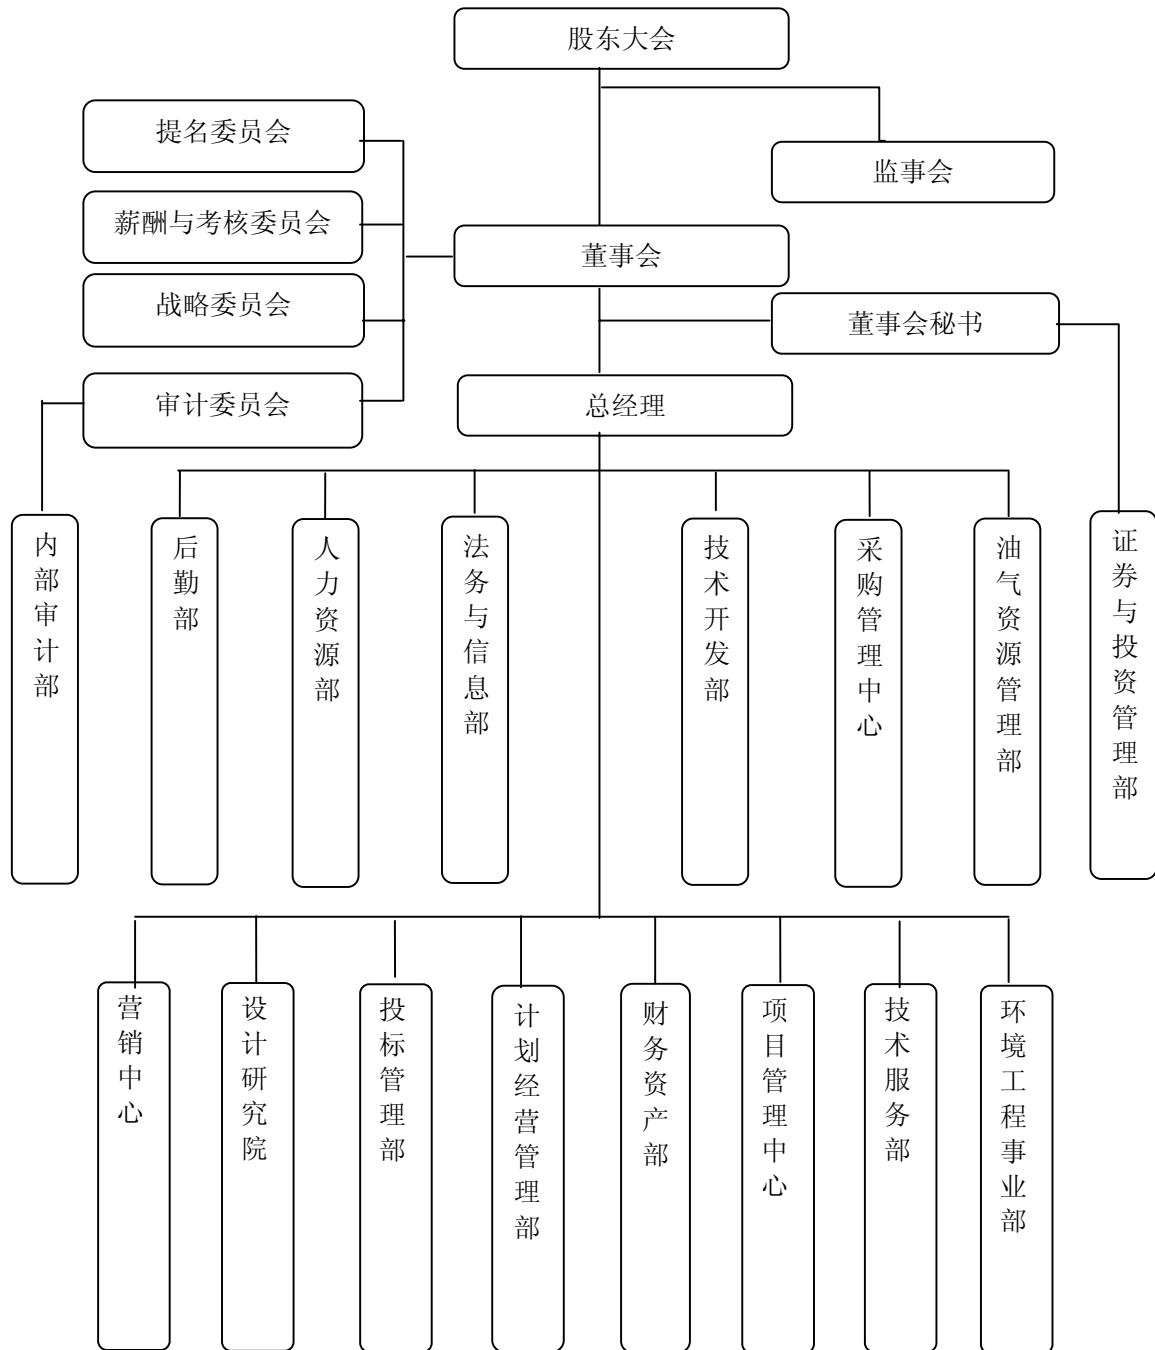 股东大会
提名委员会
监事会
薪酬与考核委员会
董事会
战略委员会
董事会秘书
审计委员会
总经理
内部审计部
后勤部
人力资源部
法务与信息部
技术开发部
采购管理中心
油气资源管理部
证券与投资管理部
营销中心
设计研究院
投标管理部
计划经营管理部
财务资产部
项目管理中心
技术服务部
环境工程事业部